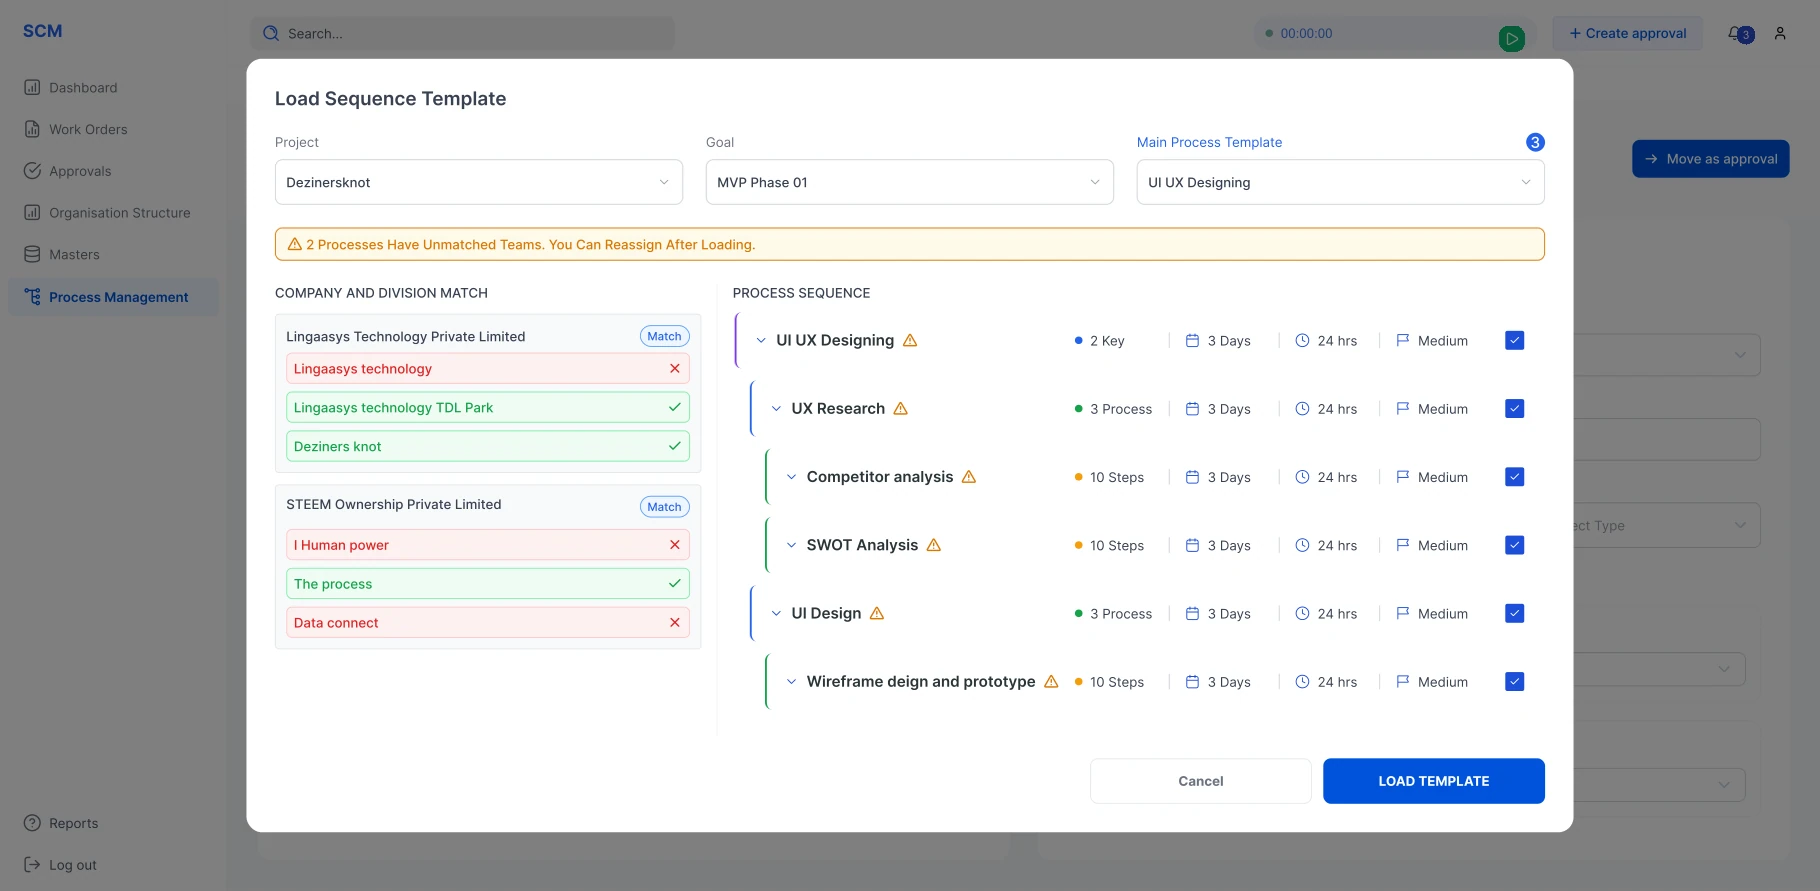 SCM
Search...
00:00:00
+ Create approval
3
Dashboard
Work Orders
Approvals
Organisation Structure
Masters
Process Management
Reports
Log out
Move as approval
Load Sequence Template
Project
Goal
Main Process Template
3
Dezinersknot
MVP Phase 01
UI UX Designing
2 Processes Have Unmatched Teams. You Can Reassign After Loading.
COMPANY AND DIVISION MATCH
Lingaasys Technology Private Limited
Match
Lingaasys technology
Lingaasys technology TDL Park
Deziners knot
STEEM Ownership Private Limited
Match
I Human power
The process
Data connect
PROCESS SEQUENCE
UI UX Designing 2 Key 3 Days 24 hrs Medium
UX Research 3 Process 3 Days 24 hrs Medium
Competitor analysis 10 Steps 3 Days 24 hrs Medium
SWOT Analysis 10 Steps 3 Days 24 hrs Medium
UI Design 3 Process 3 Days 24 hrs Medium
Wireframe deign and prototype 10 Steps 3 Days 24 hrs Medium
Type
Cancel
LOAD TEMPLATE